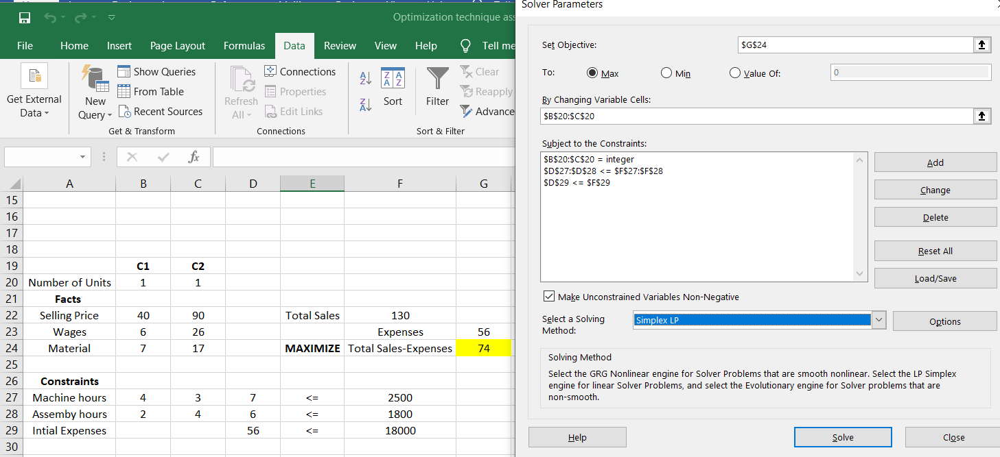 Optimization technique ass
File Home Insert Page Layout Formulas Data Review View Help Tell me
Get External Data
New Query
Show Queries
From Table
Recent Sources
Get & Transform
Refresh All
Connections
Properties
Edit Links
Connections
Sort
Filter
Clear
Reapply
Advance
Sort & Filter
fx
A B C D E F G
15
16
17
18
19 C1 C2
20 Number of Units 1 1
21 Facts
22 Selling Price 40 90 Total Sales 130
23 Wages 6 26 Expenses 56
24 Material 7 17 MAXIMIZE Total Sales-Expenses 74
25
26 Constraints
27 Machine hours 4 3 7 <= 2500
28 Assemby hours 2 4 6 <= 1800
29 Intial Expenses 56 <= 18000
30
Solver Parameters
Set Objective: $G$24
To: Max Min Value Of: 0
By Changing Variable Cells:
$B$20:$C$20
Subject to the Constraints:
$B$20:$C$20 = integer
$D$27:$D$28 <= $F$27:$F$28
$D$29 <= $F$29
Add
Change
Delete
Reset All
Load/Save
Make Unconstrained Variables Non-Negative
Select a Solving Method: Simplex LP Options
Solving Method
Select the GRG Nonlinear engine for Solver Problems that are smooth nonlinear. Select the LP Simplex
engine for linear Solver Problems, and select the Evolutionary engine for Solver problems that are
non-smooth.
Help Solve Close